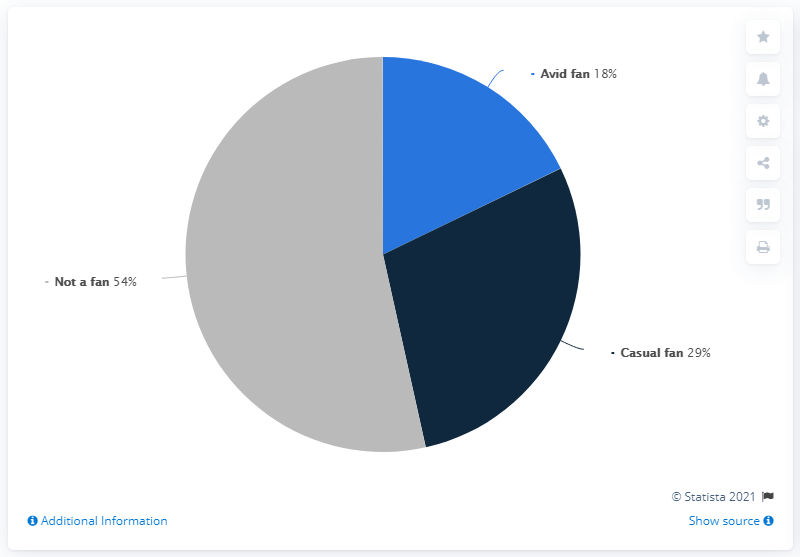 Avid fan 18%
Not a fan 54%
Casual fan 29%
© Statista 2021
Additional Information
Show source